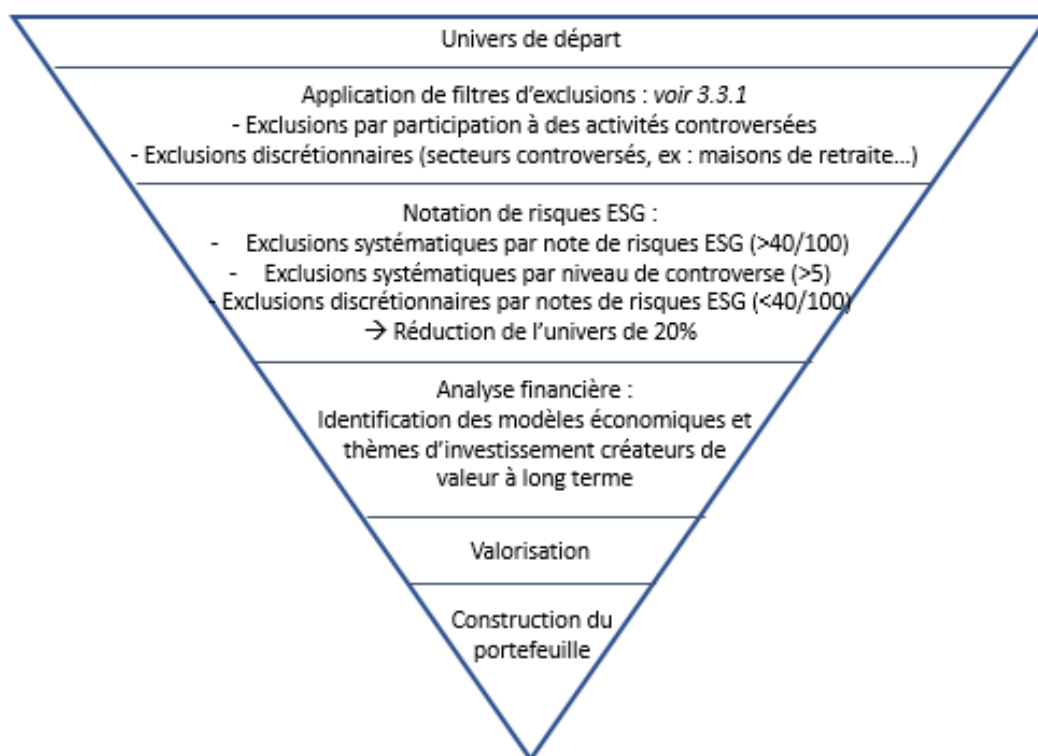 Univers de départ
Application de filtres d’exclusions : voir 3.3.1
- Exclusions par participation à des activités controversées
- Exclusions discrétionnaires (secteurs controversés, ex : maisons de retraite…)
Notation de risques ESG :
- Exclusions systématiques par note de risques ESG (>40/100)
- Exclusions systématiques par niveau de controverse (>5)
- Exclusions discrétionnaires par notes de risques ESG (<40/100)
→ Réduction de l’univers de 20%
Analyse financière :
Identification des modèles économiques et
thèmes d’investissement créateurs de
valeur à long terme
Valorisation
Construction du
portefeuille